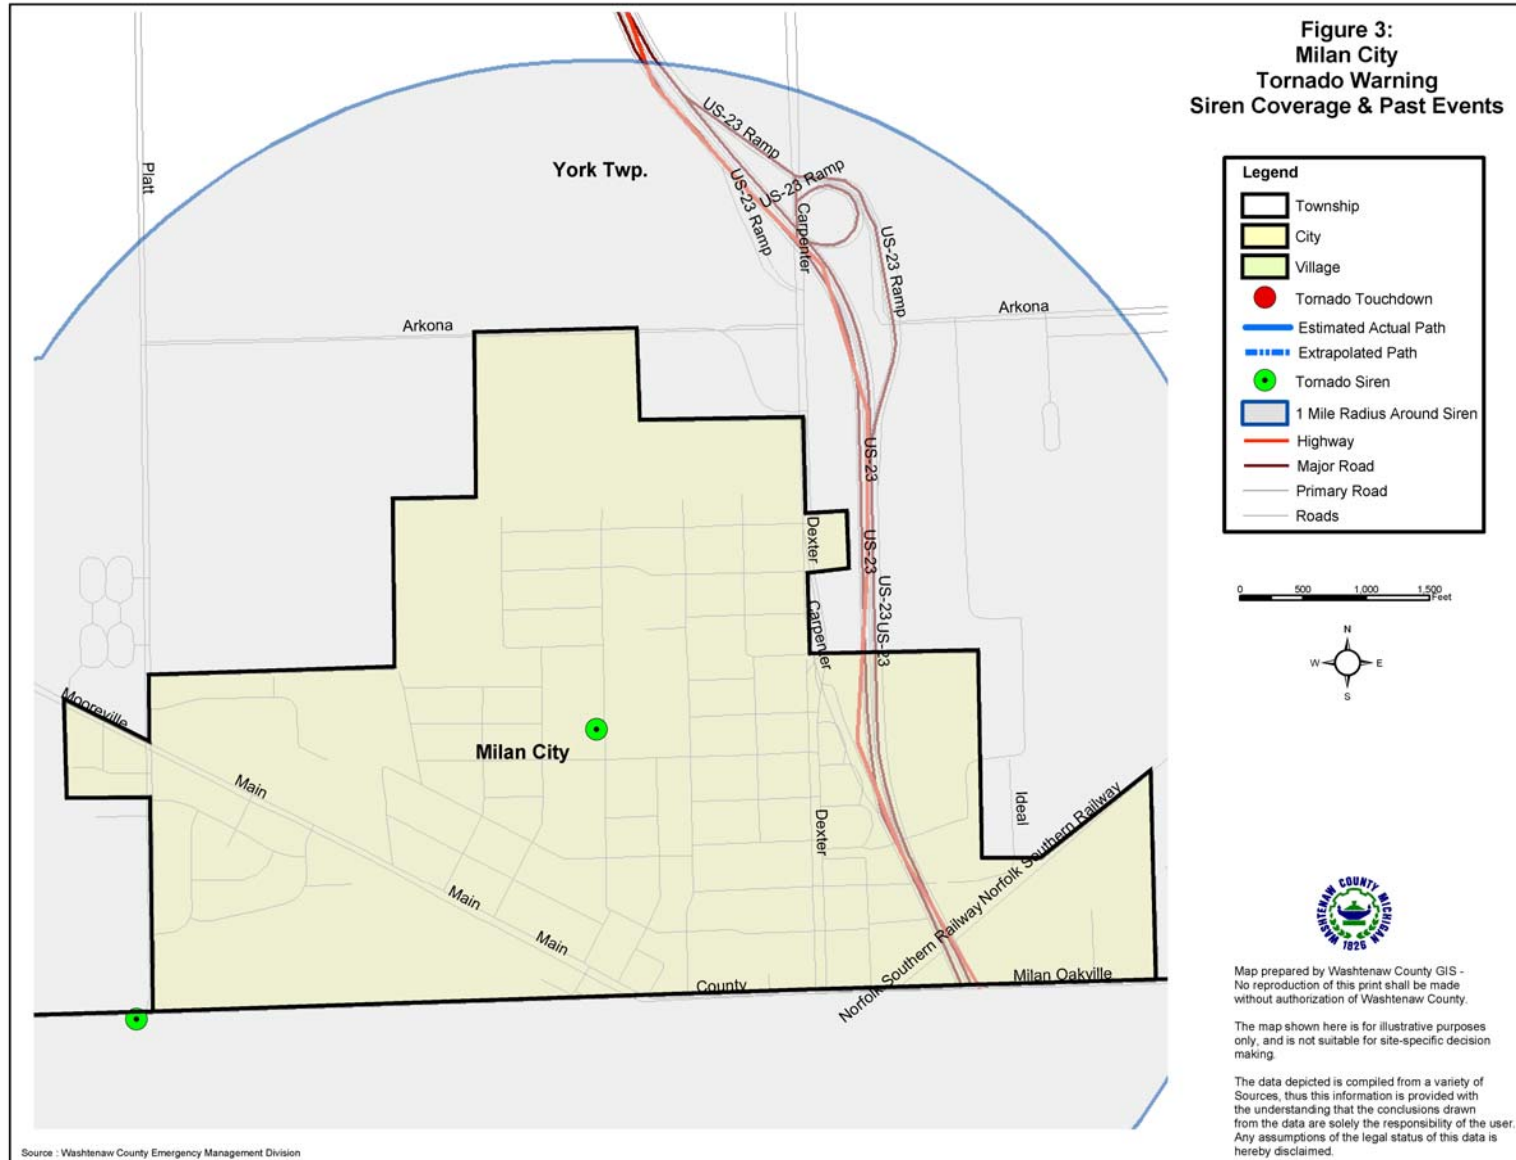 Figure 3:
Milan City
Tornado Warning
Siren Coverage & Past Events
Legend
Township
City
Village
Tornado Touchdown
Estimated Actual Path
Extrapolated Path
Tornado Siren
1 Mile Radius Around Siren
Highway
Major Road
Primary Road
Roads
0 500 1,000 1,500
Feet
N
W E
S
WASHTENAW COUNTY MICHIGAN
1826
Map prepared by Washtenaw County GIS -
No reproduction of this print shall be made
without authorization of Washtenaw County.
The map shown here is for illustrative purposes
only, and is not suitable for site-specific decision
making.
The data depicted is compiled from a variety of
Sources, thus this information is provided with
the understanding that the conclusions drawn
from the data are solely the responsibility of the user.
Any assumptions of the legal status of this data is
hereby disclaimed.
US-23 Ramp
York Twp.
Platt
US-23 Ramp
US-23 Ramp
Carpenter
US-23 Ramp
Arkona
Arkona
US-23
Dexter
US-23
US-23
Carpenter
US-23
Mooreville
Milan City
Main
Dexter
Ideal
Norfolk Southern Railway
Main
Main
Norfolk Southern Railway
County
Milan Oakville
Norfolk Southern Railway
Source : Washtenaw County Emergency Management Division